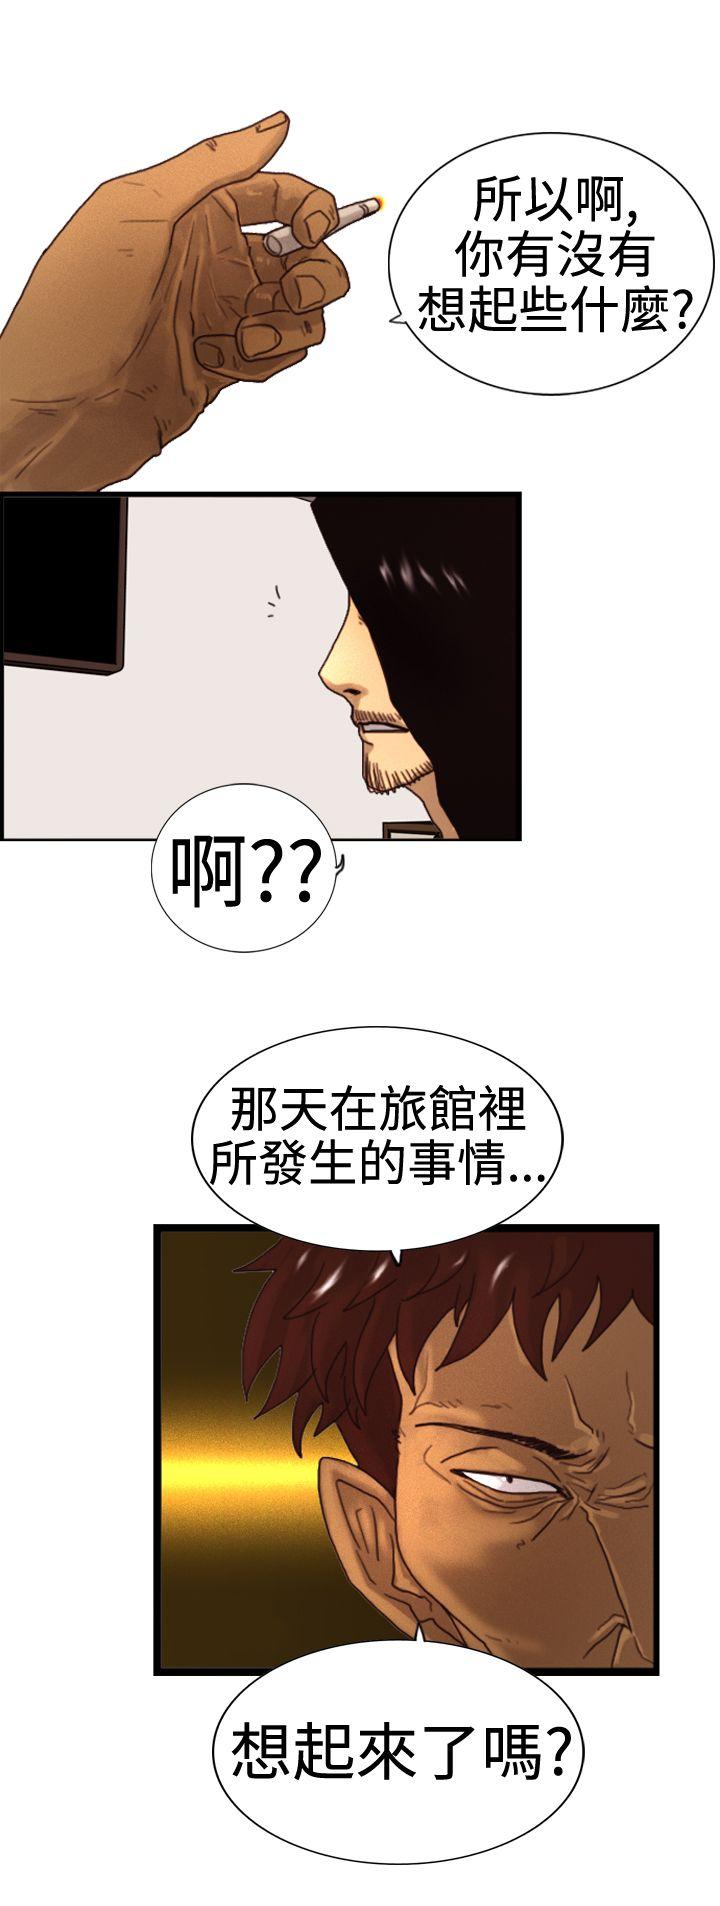 所以啊,
你有沒有
想起些什麼?
啊??
那天在旅館裡
所發生的事情...
想起來了嗎?